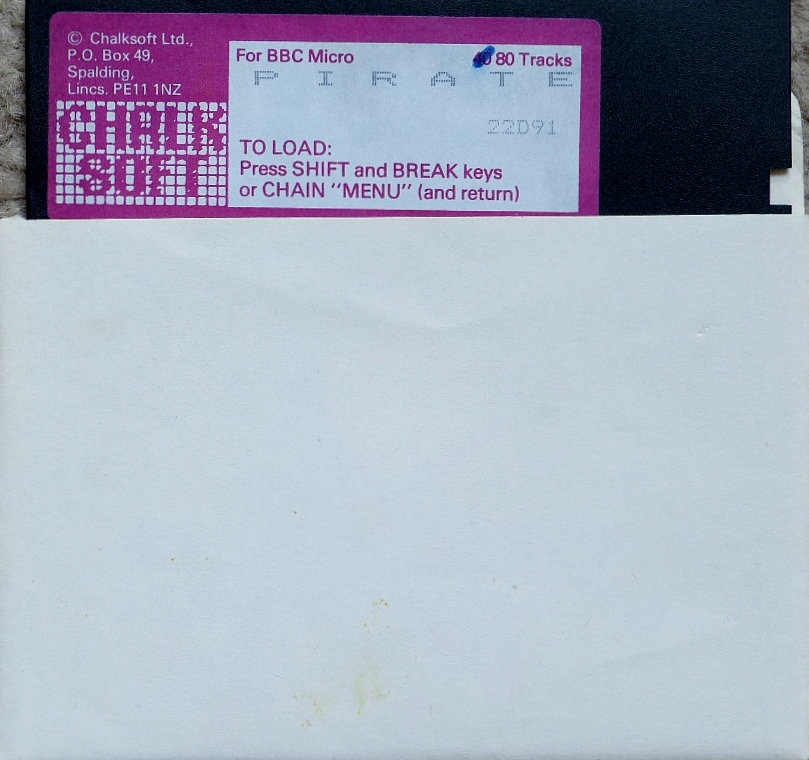 © Chalksoft Ltd.,
P.O. Box 49,
Spalding,
Lincs. PE11 1NZ
CHALK
SOFT
For BBC Micro
40 80 Tracks
P I R A T E
22D91
TO LOAD:
Press SHIFT and BREAK keys
or CHAIN "MENU" (and return)